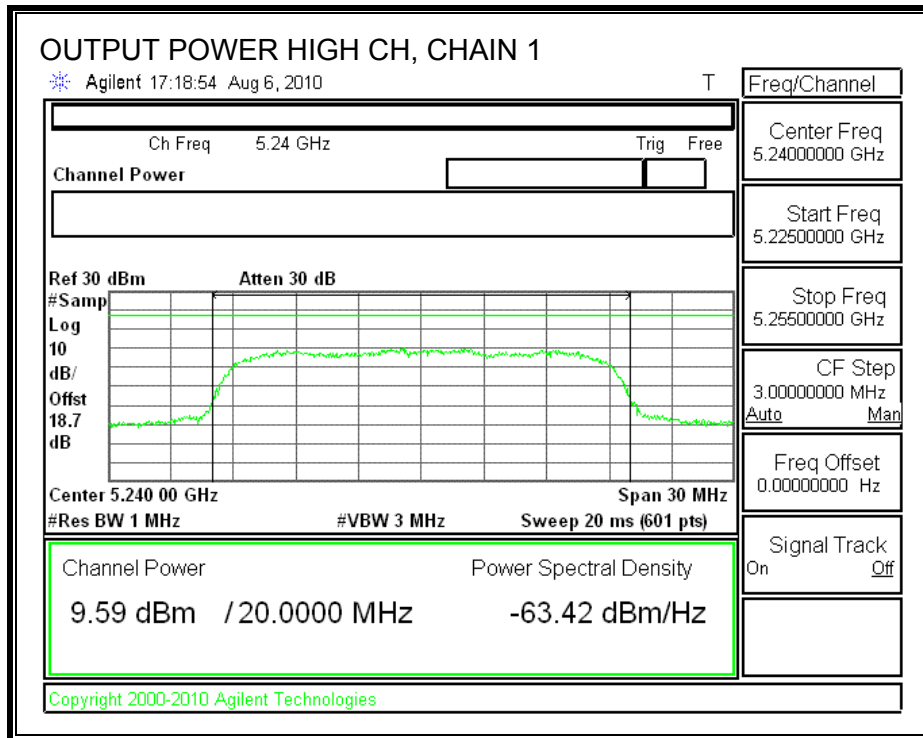 OUTPUT POWER HIGH CH, CHAIN 1
Agilent 17:18:54 Aug 6, 2010 T
Freq/Channel
Ch Freq 5.24 GHz Trig Free
Channel Power
Center Freq
5.24000000 GHz
Start Freq
5.22500000 GHz
Stop Freq
5.25500000 GHz
CF Step
3.00000000 MHz
Auto Man
Freq Offset
0.00000000 Hz
Signal Track
On Off
Ref 30 dBm Atten 30 dB
#Samp
Log
10
dB/
Offst
18.7
dB
Center 5.240 00 GHz Span 30 MHz
#Res BW 1 MHz #VBW 3 MHz Sweep 20 ms (601 pts)
Channel Power Power Spectral Density
9.59 dBm / 20.0000 MHz -63.42 dBm/Hz
Copyright 2000-2010 Agilent Technologies